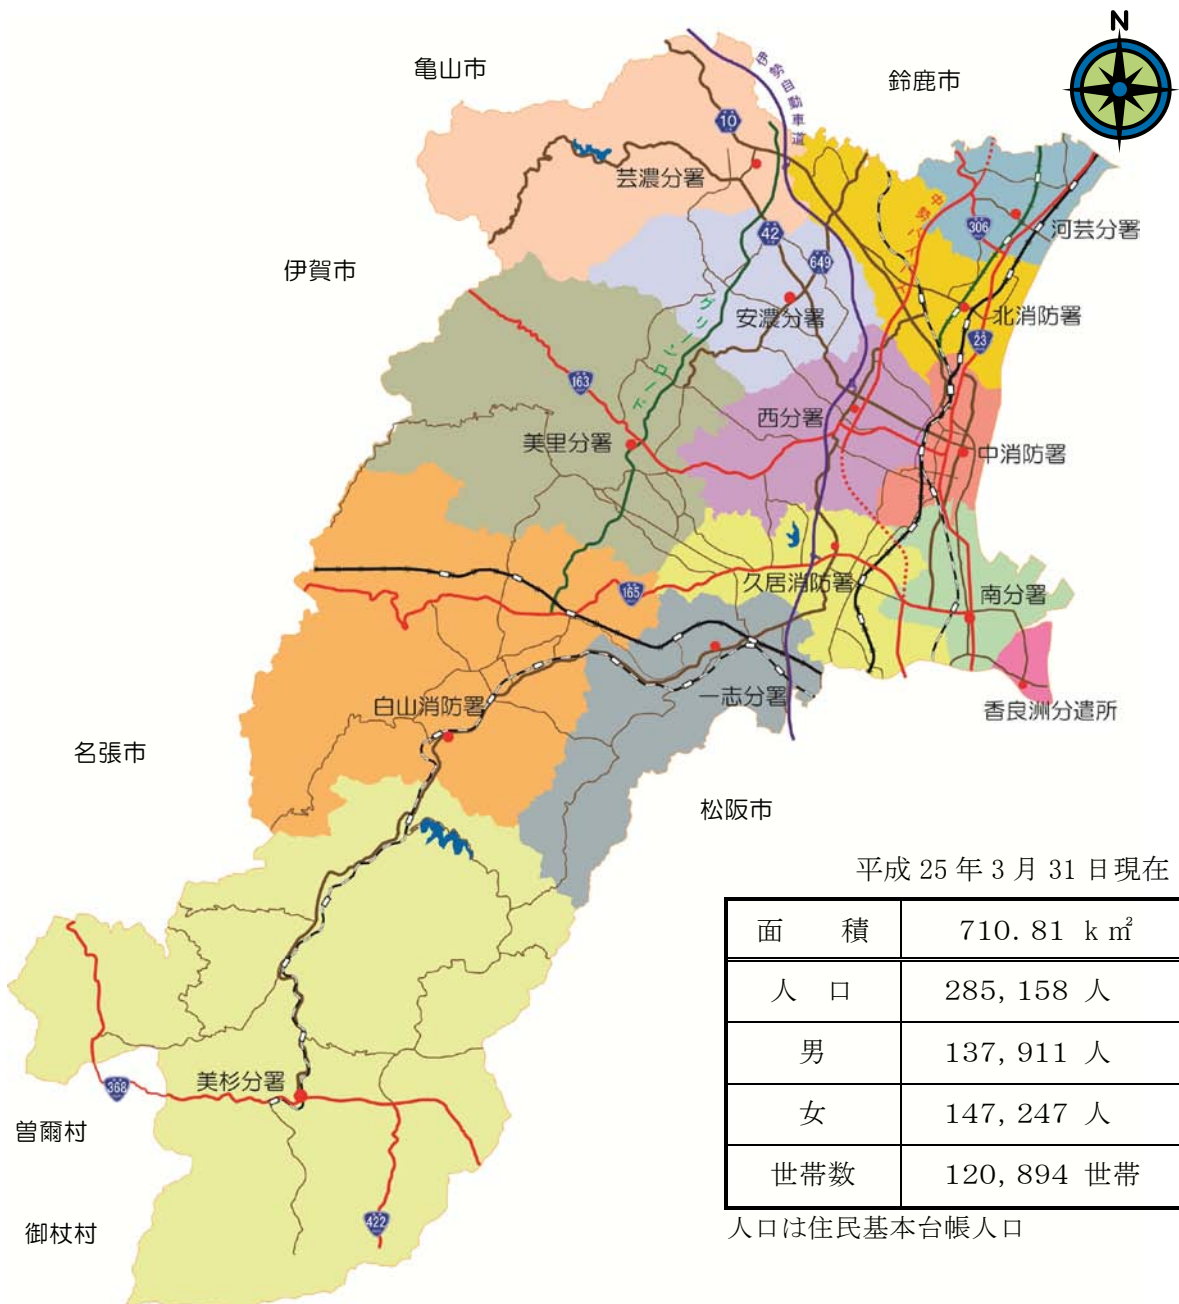 N
亀山市
鈴鹿市
伊勢自動車道
10
芸濃分署
中勢バイパス
306
河芸分署
42
649
伊賀市
グリーンロード
安濃分署
北消防署
23
163
西分署
美里分署
中消防署
165
久居消防署
南分署
一志分署
白山消防署
香良洲分遣所
名張市
松阪市
平成 25 年 3 月 31 日現在
面 積 710.81 k㎡
人 口 285,158 人
男 137,911 人
女 147,247 人
世帯数 120,894 世帯
人口は住民基本台帳人口
美杉分署
368
曽爾村
422
御杖村